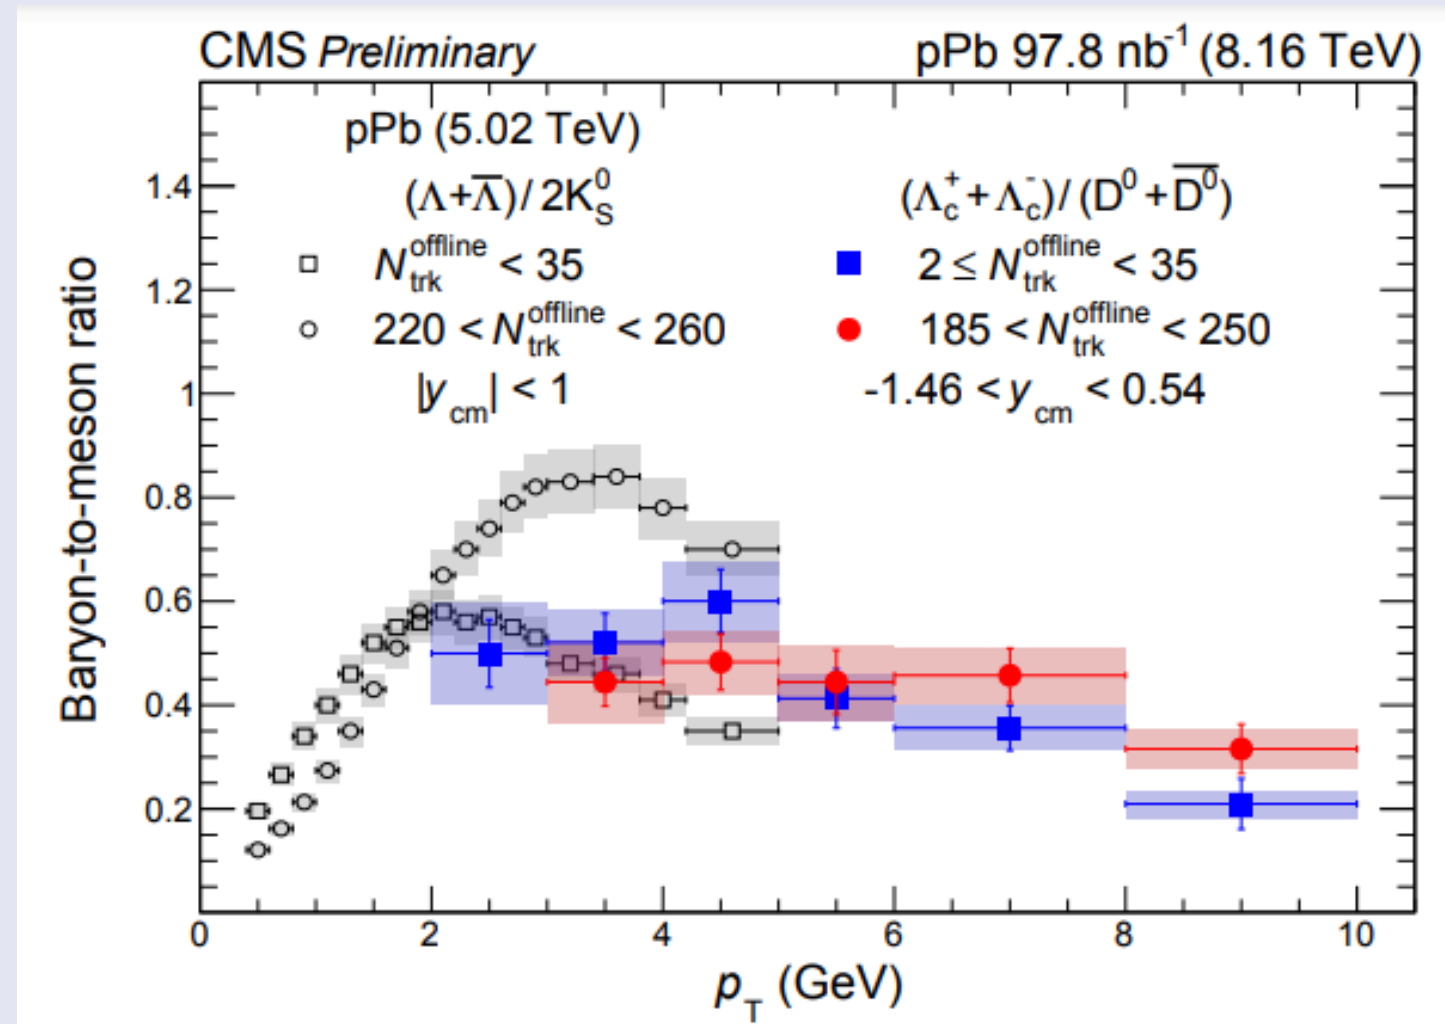 CMS Preliminary
pPb 97.8 nb⁻¹ (8.16 TeV)
pPb (5.02 TeV)
(Λ+Λ̅)/ 2K⁰_S
N_trk^offline < 35
220 < N_trk^offline < 260
|y_cm| < 1
(Λ_c⁺+ Λ_c⁻)/ (D⁰+D̅⁰)
2 ≤ N_trk^offline < 35
185 < N_trk^offline < 250
-1.46 < y_cm < 0.54
Baryon-to-meson ratio
1.4
1.2
1
0.8
0.6
0.4
0.2
0 2 4 6 8 10
p_T (GeV)